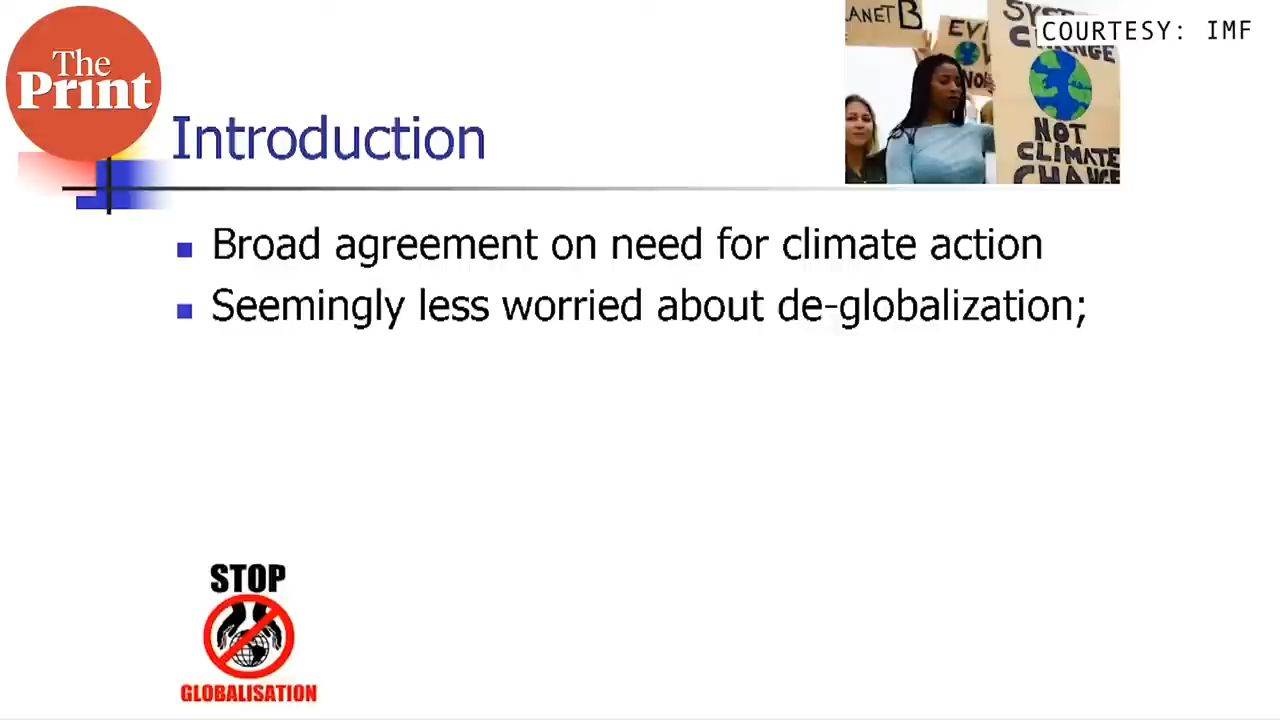 The
Print
COURTESY: IMF
B
NOT
CLIMATE
CHANGE
Introduction
Broad agreement on need for climate action
Seemingly less worried about de-globalization;
STOP
GLOBALISATION